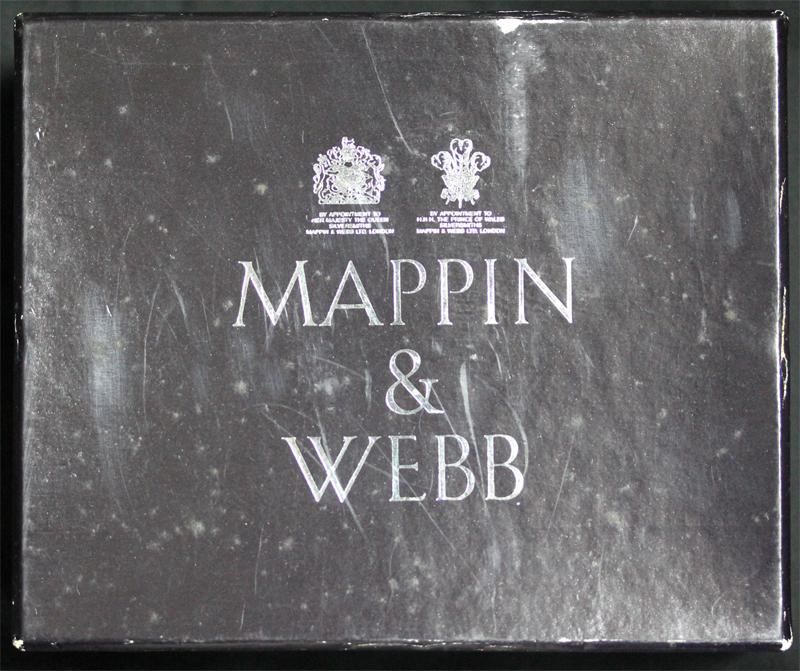 BY APPOINTMENT TO
HER MAJESTY THE QUEEN
SILVERSMITHS
MAPPIN & WEBB LTD. LONDON
BY APPOINTMENT TO
H.R.H. THE PRINCE OF WALES
SILVERSMITHS
MAPPIN & WEBB LTD. LONDON
MAPPIN
&
WEBB